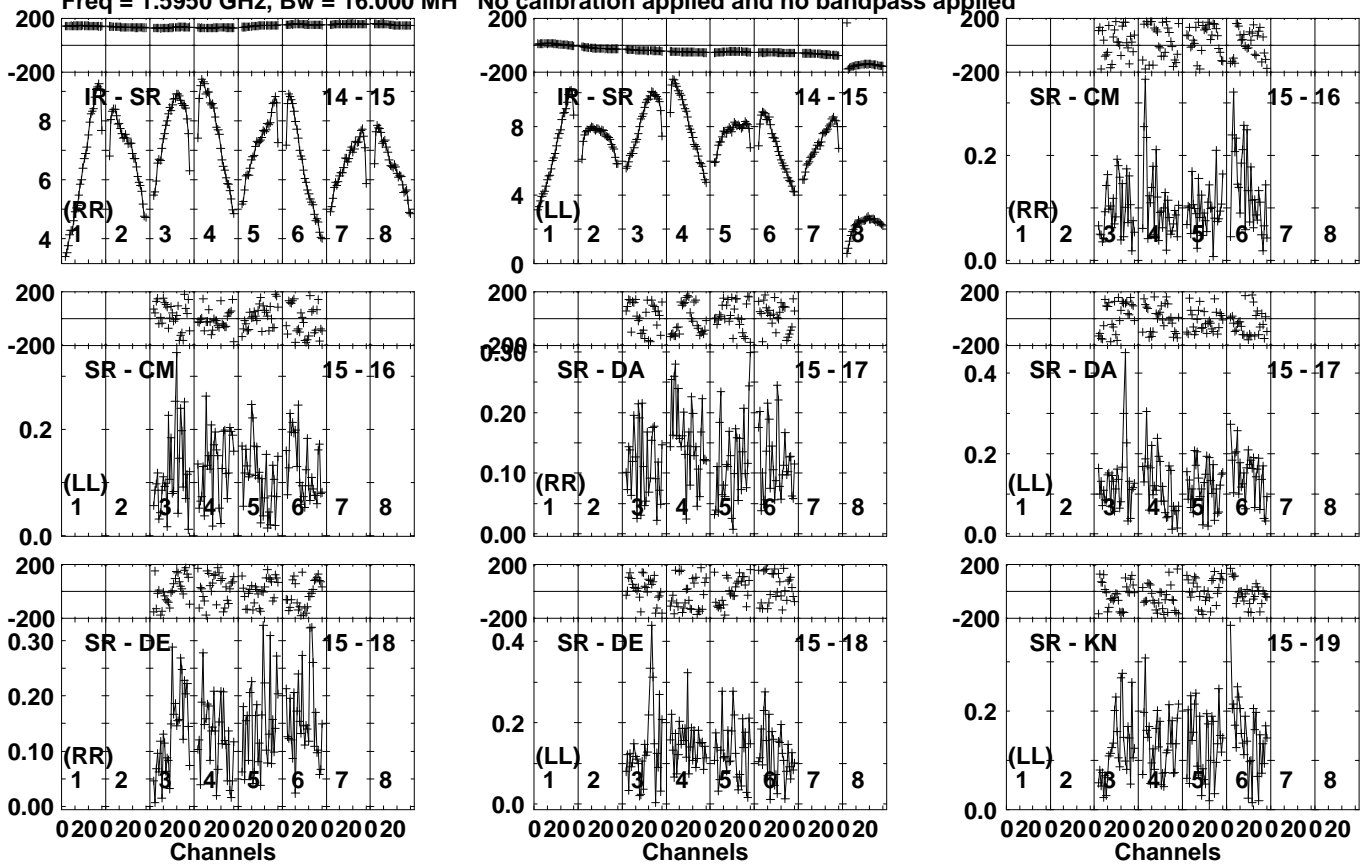 Freq = 1.5950 GHz, Bw = 16.000 MH No calibration applied and no bandpass applied
200
-200
IR - SR 14 - 15
8
6
4
(RR)
1 2 3 4 5 6 7 8
200
-200
IR - SR 14 - 15
8
4
0
(LL)
1 2 3 4 5 6 7 8
200
-200
SR - CM 15 - 16
0.2
0.0
(RR)
1 2 3 4 5 6 7 8
200
-200
SR - CM 15 - 16
0.2
0.0
(LL)
1 2 3 4 5 6 7 8
200
-200
0.30
SR - DA 15 - 17
0.20
0.10
0.00
(RR)
1 2 3 4 5 6 7 8
200
-200
SR - DA 15 - 17
0.4
0.2
0.0
(LL)
1 2 3 4 5 6 7 8
200
-200
SR - DE 15 - 18
0.30
0.20
0.10
0.00
(RR)
1 2 3 4 5 6 7 8
020020020020020020020020
Channels
200
-200
SR - DE 15 - 18
0.4
0.2
0.0
(LL)
1 2 3 4 5 6 7 8
020020020020020020020020
Channels
200
-200
SR - KN 15 - 19
0.2
0.0
(LL)
1 2 3 4 5 6 7 8
020020020020020020020020
Channels